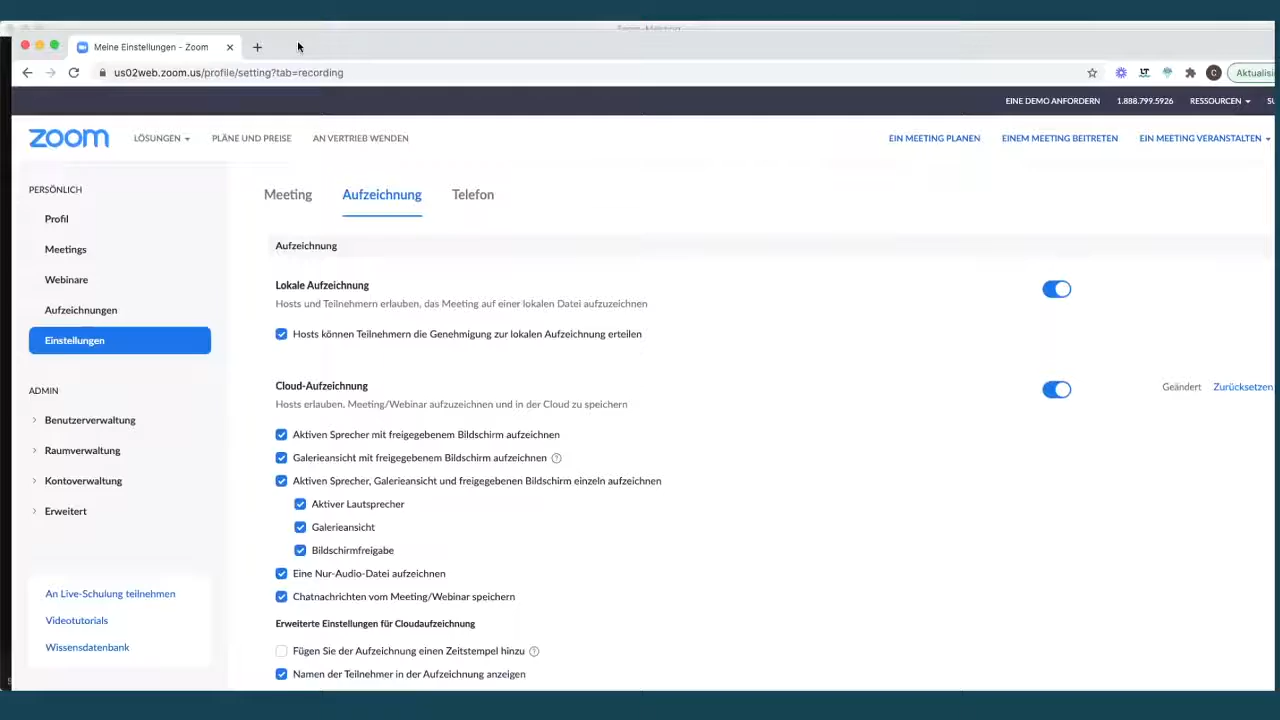 Meine Einstellungen - Zoom
us02web.zoom.us/profile/setting?tab=recording
LT
C
Aktualisi
EINE DEMO ANFORDERN 1.888.799.5926 RESSOURCEN SU
zoom LÖSUNGEN PLÄNE UND PREISE AN VERTRIEB WENDEN EIN MEETING PLANEN EINEM MEETING BEITRETEN EIN MEETING VERANSTALTEN
PERSÖNLICH
Profil
Meetings
Webinare
Aufzeichnungen
Einstellungen
ADMIN
Benutzerverwaltung
Raumverwaltung
Kontoverwaltung
Erweitert
An Live-Schulung teilnehmen
Videotutorials
Wissensdatenbank
Meeting Aufzeichnung Telefon
Aufzeichnung
Lokale Aufzeichnung
Hosts und Teilnehmern erlauben, das Meeting auf einer lokalen Datei aufzuzeichnen
Hosts können Teilnehmern die Genehmigung zur lokalen Aufzeichnung erteilen
Cloud-Aufzeichnung
Geändert Zurücksetzen
Hosts erlauben, Meeting/Webinar aufzuzeichnen und in der Cloud zu speichern
Aktiven Sprecher mit freigegebenem Bildschirm aufzeichnen
Galerieansicht mit freigegebenem Bildschirm aufzeichnen ?
Aktiven Sprecher, Galerieansicht und freigegebenen Bildschirm einzeln aufzeichnen
Aktiver Lautsprecher
Galerieansicht
Bildschirmfreigabe
Eine Nur-Audio-Datei aufzeichnen
Chatnachrichten vom Meeting/Webinar speichern
Erweiterte Einstellungen für Cloudaufzeichnung
Fügen Sie der Aufzeichnung einen Zeitstempel hinzu ?
Namen der Teilnehmer in der Aufzeichnung anzeigen